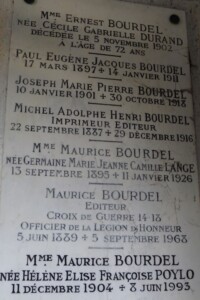 Mme ERNEST BOURDEL
NÉE CÉCILE GABRIELLE DURAND
DÉCÉDÉE LE 5 NOVEMBRE 1902
A L'ÂGE DE 72 ANS
PAUL EUGÈNE JACQUES BOURDEL
17 MARS 1897 + 14 JANVIER 1911
JOSEPH MARIE PIERRE BOURDEL
10 JANVIER 1901 + 30 OCTOBRE 1918
MICHEL ADOLPHE HENRI BOURDEL
IMPRIMEUR EDITEUR
22 SEPTEMBRE 1887 + 29 DÉCEMBRE 1916
Mme MAURICE BOURDEL
NÉE GERMAINE MARIE JEANNE CAMILLE LANGE
13 SEPTEMBRE 1895 + 11 JANVIER 1926
MAURICE BOURDEL
EDITEUR
CROIX DE GUERRE 14-18
OFFICIER DE LA LEGION D'HONNEUR
5 JUIN 1889 + 5 SEPTEMBRE 1968
Mme MAURICE BOURDEL
NÉE HÉLÈNE ELISE FRANÇOISE POYLO
11 DÉCEMBRE 1904 + 8 JUIN 1993